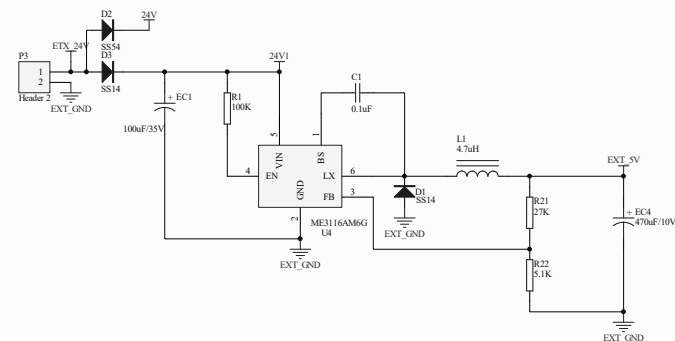 D2
24V
ETX_24V
SS54
P3
D3
24V1
1
2
SS14
Header 2
EXT_GND
EC1
100uF/35V
R1
100K
C1
0.1uF
5
1
VIN
BS
4
EN
LX
6
GND
FB
3
2
ME3116AM6G
U4
EXT_GND
D1
SS14
EXT_GND
L1
4.7uH
EXT_5V
R21
27K
EC4
470uF/10V
R22
5.1K
EXT_GND